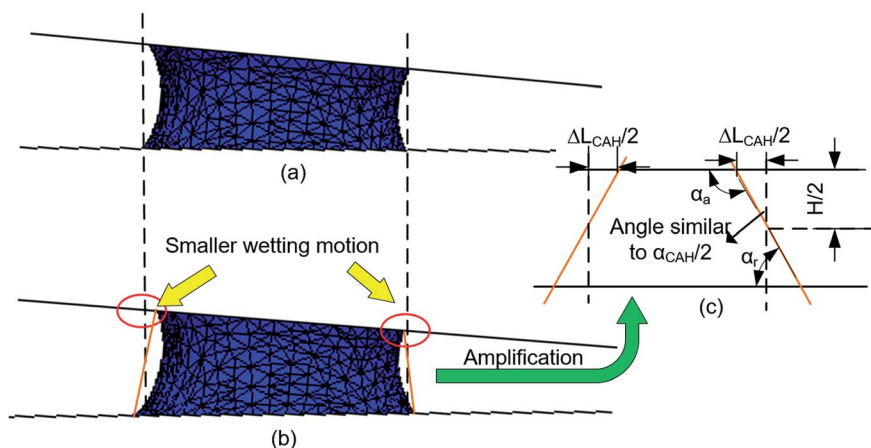 (a)
ΔL_CAH/2 ΔL_CAH/2
α_a
H/2
Angle similar
to α_CAH/2
α_r
(c)
Smaller wetting motion
Amplification
(b)